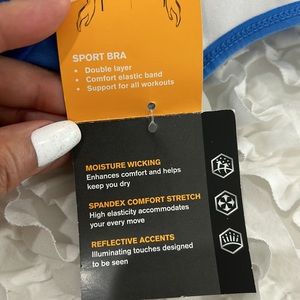 SPORT BRA
• Double layer
• Comfort elastic band
• Support for all workouts
MOISTURE WICKING
Enhances comfort and helps
keep you dry
SPANDEX COMFORT STRETCH
High elasticity accommodates
your every move
REFLECTIVE ACCENTS
Illuminating touches designed
to be seen